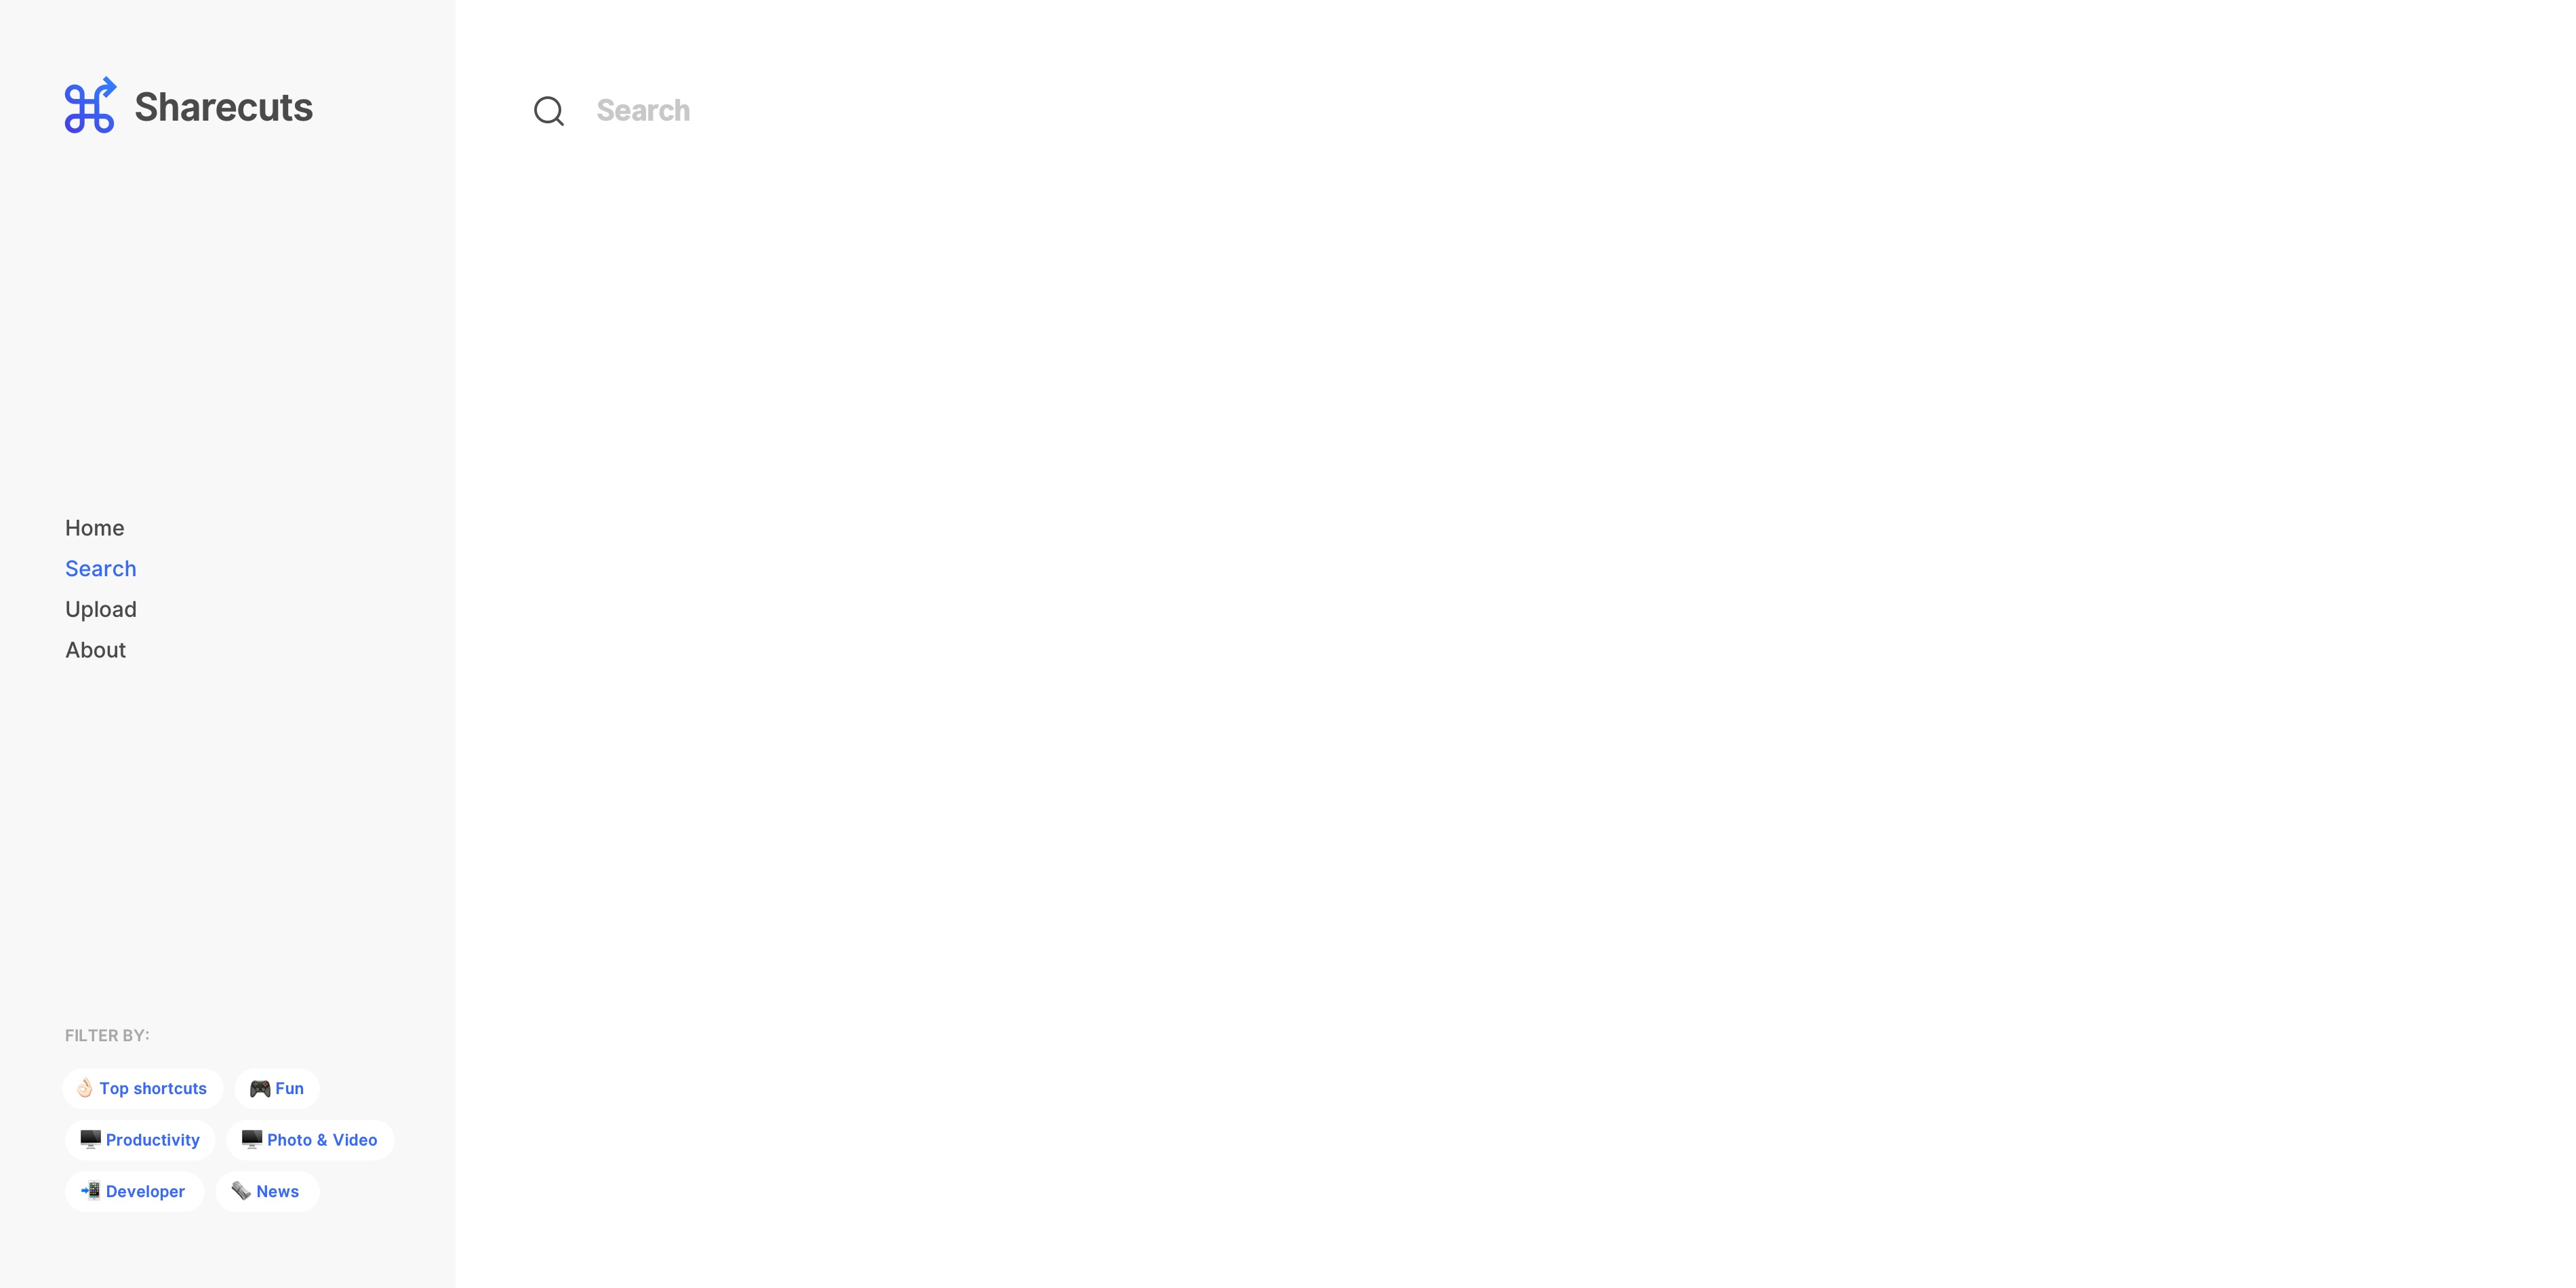 Sharecuts
Search
Home
Search
Upload
About
FILTER BY:
👌🏻 Top shortcuts
🎮 Fun
🖥️ Productivity
🖥️ Photo & Video
📲 Developer
🗞️ News